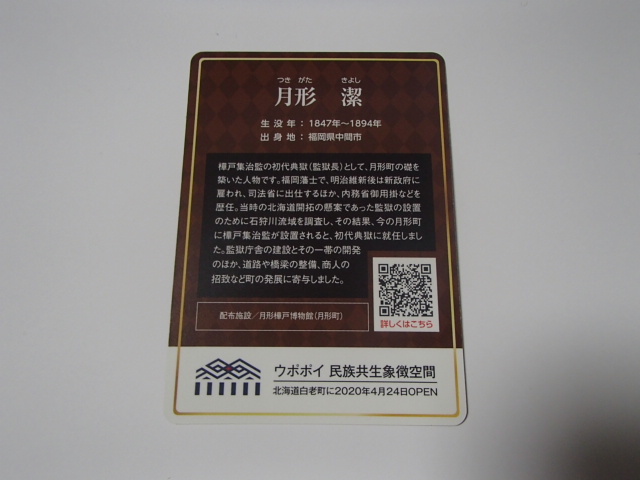 つき がた きよし
月形 潔
生没年：1847年～1894年
出身地：福岡県中間市
樺戸集治監の初代典獄（監獄長）として、月形町の礎を
築いた人物です。福岡藩士で、明治維新後は新政府に
雇われ、司法省に出仕するほか、内務省御用掛などを
歴任。当時の北海道開拓の懸案であった監獄の設置
のために石狩川流域を調査し、その結果、今の月形町
に樺戸集治監が設置されると、初代典獄に就任しまし
た。監獄庁舎の建設とその一帯の開発
のほか、道路や橋梁の整備、商人の
招致など町の発展に寄与しました。
詳しくはこちら
配布施設／月形樺戸博物館（月形町）
ウポポイ 民族共生象徴空間
北海道白老町に2020年4月24日OPEN